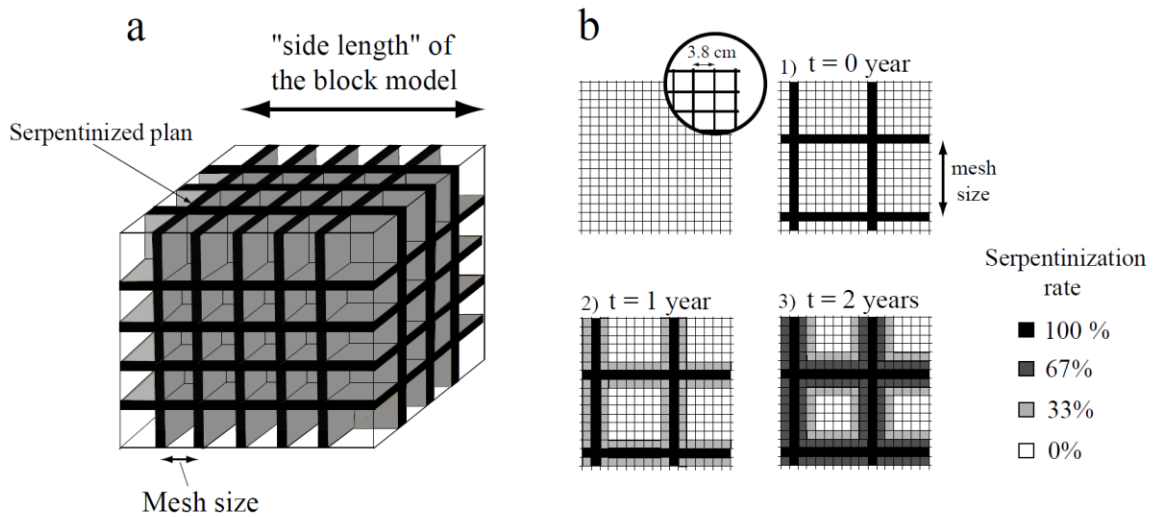 a
"side length" of
the block model
Serpentinized plan
Mesh size
b
3.8 cm
1) t = 0 year
mesh
size
2) t = 1 year
3) t = 2 years
Serpentinization
rate
100 %
67%
33%
0%